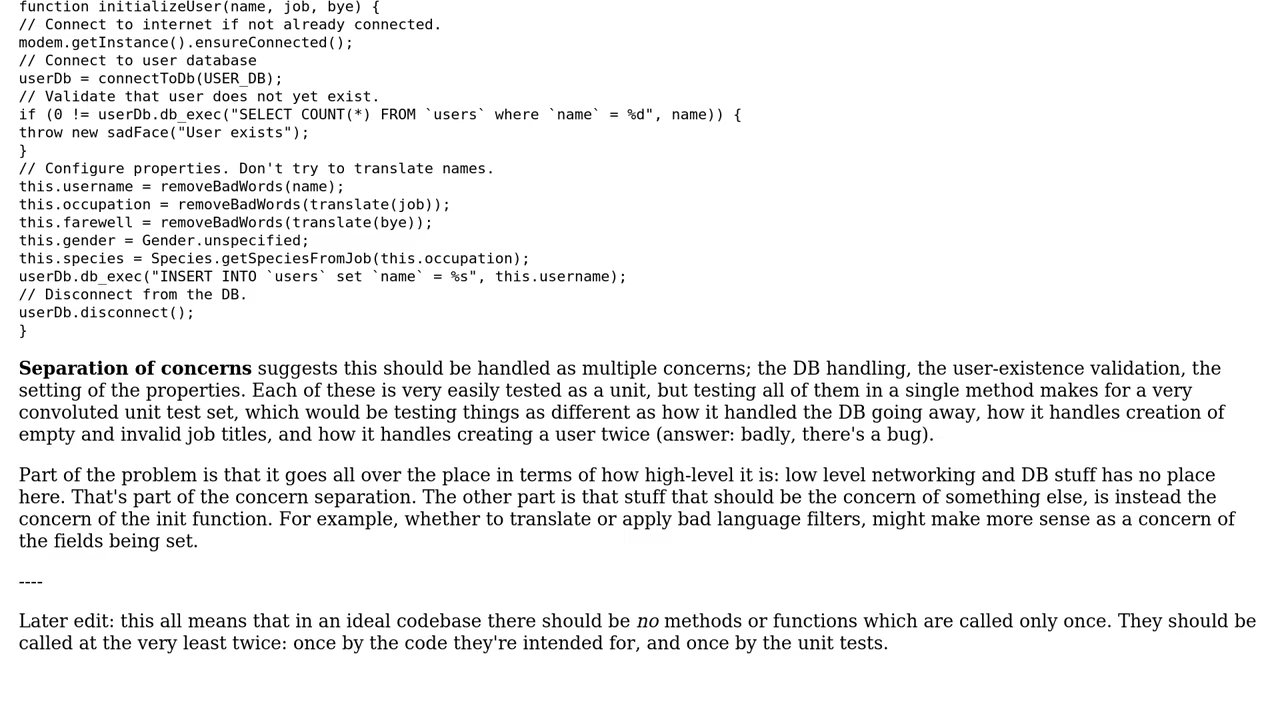 function initializeUser(name, job, bye) {
// Connect to internet if not already connected.
modem.getInstance().ensureConnected();
// Connect to user database
userDb = connectToDb(USER_DB);
// Validate that user does not yet exist.
if (0 != userDb.db_exec("SELECT COUNT(*) FROM `users` where `name` = %d", name)) {
throw new sadFace("User exists");
}
// Configure properties. Don't try to translate names.
this.username = removeBadWords(name);
this.occupation = removeBadWords(translate(job));
this.farewell = removeBadWords(translate(bye));
this.gender = Gender.unspecified;
this.species = Species.getSpeciesFromJob(this.occupation);
userDb.db_exec("INSERT INTO `users` set `name` = %s", this.username);
// Disconnect from the DB.
userDb.disconnect();
}
Separation of concerns suggests this should be handled as multiple concerns; the DB handling, the user-existence validation, the
setting of the properties. Each of these is very easily tested as a unit, but testing all of them in a single method makes for a very
convoluted unit test set, which would be testing things as different as how it handled the DB going away, how it handles creation of
empty and invalid job titles, and how it handles creating a user twice (answer: badly, there's a bug).
Part of the problem is that it goes all over the place in terms of how high-level it is: low level networking and DB stuff has no place
here. That's part of the concern separation. The other part is that stuff that should be the concern of something else, is instead the
concern of the init function. For example, whether to translate or apply bad language filters, might make more sense as a concern of
the fields being set.
----
Later edit: this all means that in an ideal codebase there should be no methods or functions which are called only once. They should be
called at the very least twice: once by the code they're intended for, and once by the unit tests.